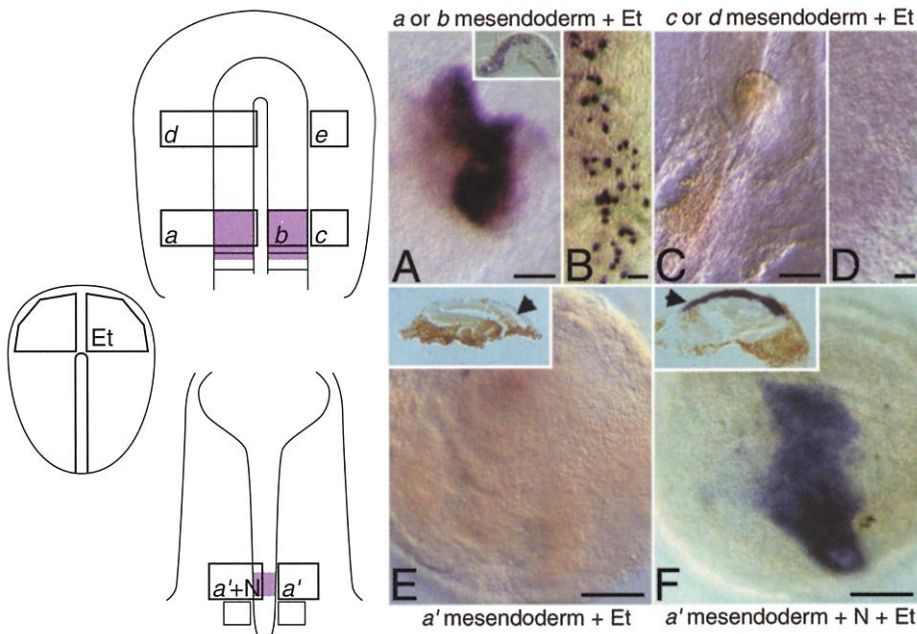 a or b mesendoderm + Et
c or d mesendoderm + Et
d
e
a
b
c
A
B
C
D
Et
a'+N
a'
E
F
a' mesendoderm + Et
a' mesendoderm + N + Et